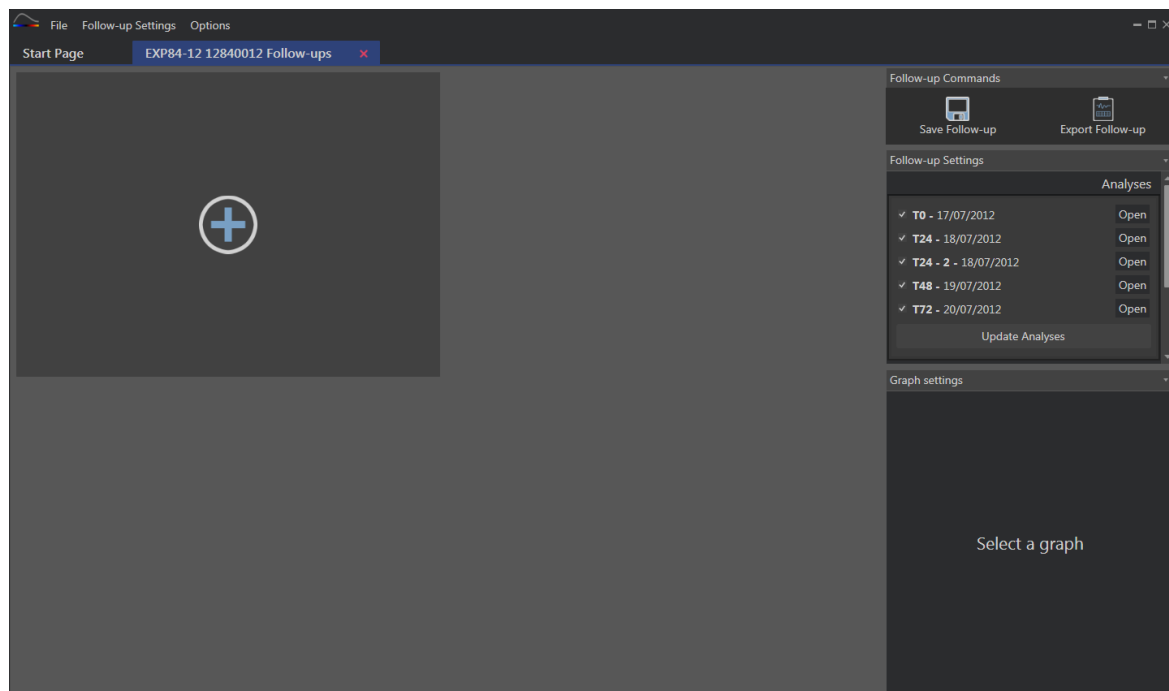 File Follow-up Settings Options
Start Page EXP84-12 12840012 Follow-ups
Follow-up Commands
Save Follow-up Export Follow-up
Follow-up Settings
Analyses
T0 - 17/07/2012 Open
T24 - 18/07/2012 Open
T24 - 2 - 18/07/2012 Open
T48 - 19/07/2012 Open
T72 - 20/07/2012 Open
Update Analyses
Graph settings
Select a graph